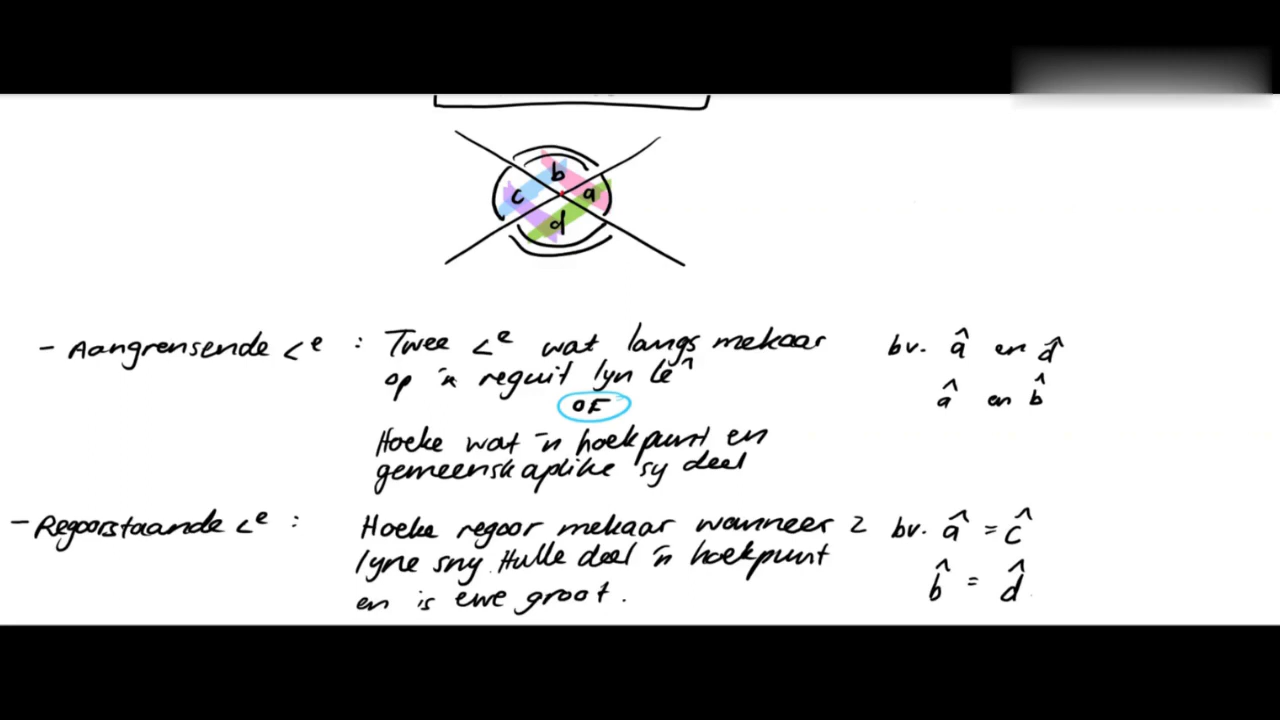 b
c
a
d
- Aangrensende <e : Twee <e wat langs mekaar bv. â en d̂
op 'n reguit lyn lê
â en b̂
OF
Hoeke wat 'n hoekpunt en
gemeenskaplike sy deel
- Regoorstaande <e : Hoeke regoor mekaar wanneer 2 bv. â = ĉ
lyne sny. Hulle deel 'n hoekpunt
b̂ = d̂
en is ewe groot.